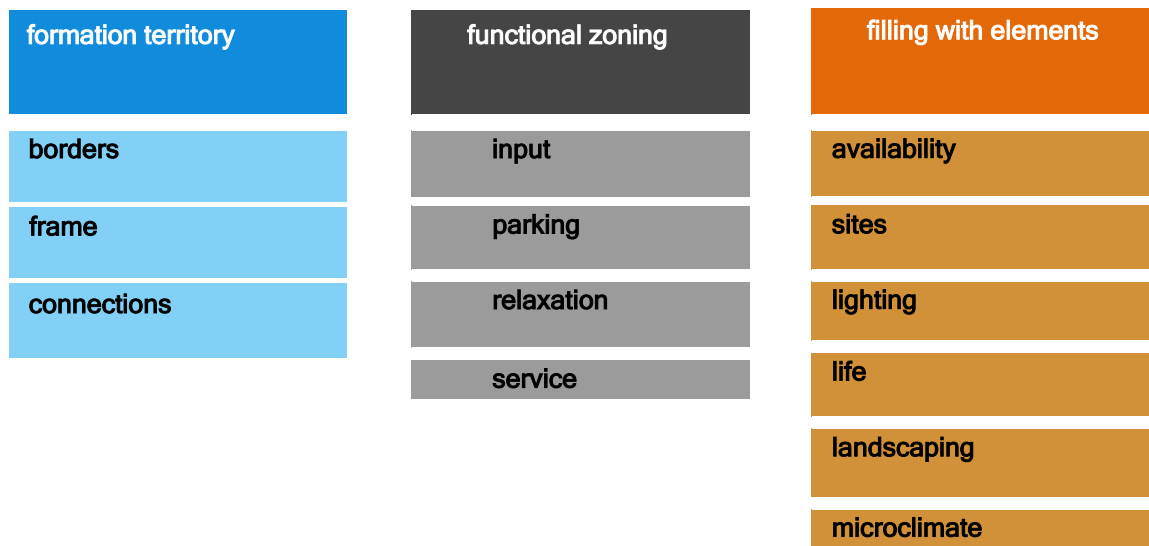 formation territory
borders
frame
connections
functional zoning
input
parking
relaxation
service
filling with elements
availability
sites
lighting
life
landscaping
microclimate